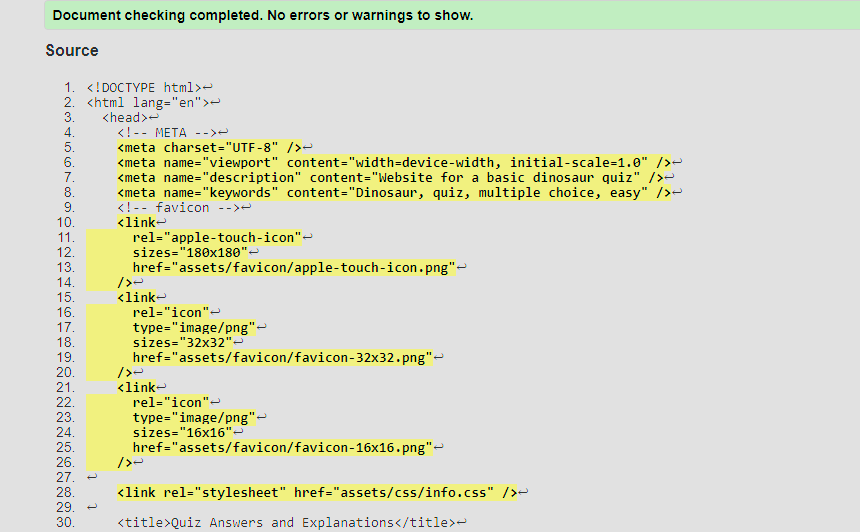 Document checking completed. No errors or warnings to show.
Source
1. <!DOCTYPE html>↩
2. <html lang="en">↩
3.   <head>↩
4.     <!-- META -->↩
5.     <meta charset="UTF-8" />↩
6.     <meta name="viewport" content="width=device-width, initial-scale=1.0" />↩
7.     <meta name="description" content="Website for a basic dinosaur quiz" />↩
8.     <meta name="keywords" content="Dinosaur, quiz, multiple choice, easy" />↩
9.     <!-- favicon -->↩
10.     <link↩
11.       rel="apple-touch-icon"↩
12.       sizes="180x180"↩
13.       href="assets/favicon/apple-touch-icon.png"↩
14.     />↩
15.     <link↩
16.       rel="icon"↩
17.       type="image/png"↩
18.       sizes="32x32"↩
19.       href="assets/favicon/favicon-32x32.png"↩
20.     />↩
21.     <link↩
22.       rel="icon"↩
23.       type="image/png"↩
24.       sizes="16x16"↩
25.       href="assets/favicon/favicon-16x16.png"↩
26.     />↩
27. ↩
28.     <link rel="stylesheet" href="assets/css/info.css" />↩
29. ↩
30.     <title>Quiz Answers and Explanations</title>↩